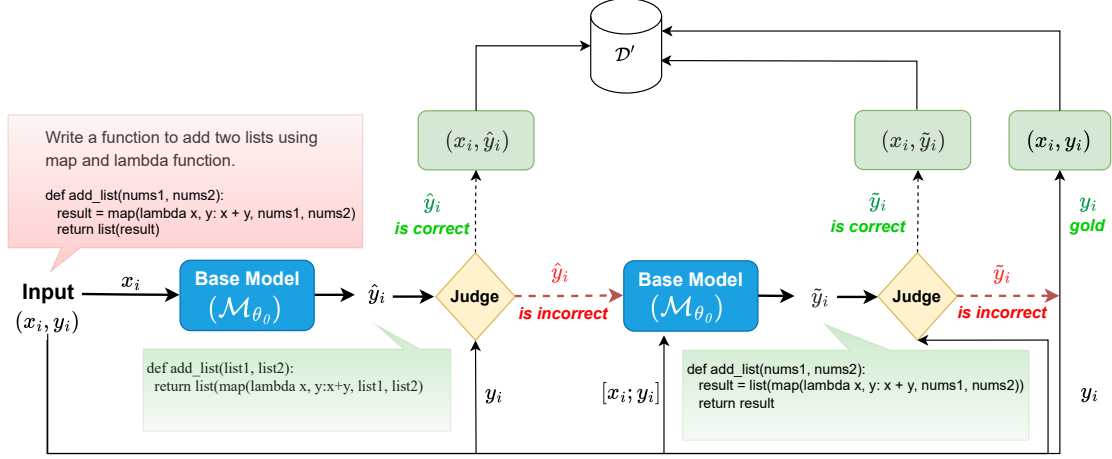 𝒟′
(x_i, ŷ_i)
(x_i, ỹ_i)
(x_i, y_i)
Write a function to add two lists using
map and lambda function.
def add_list(nums1, nums2):
result = map(lambda x, y: x + y, nums1, nums2)
return list(result)
ŷ_i
is correct
ỹ_i
is correct
y_i
gold
Input
(x_i, y_i)
x_i
Base Model
(ℳ_θ₀)
ŷ_i
Judge
ŷ_i
is incorrect
Base Model
(ℳ_θ₀)
ỹ_i
Judge
ỹ_i
is incorrect
def add_list(list1, list2):
return list(map(lambda x, y:x+y, list1, list2)
y_i
[x_i; y_i]
def add_list(nums1, nums2):
result = list(map(lambda x, y: x + y, nums1, nums2))
return result
y_i